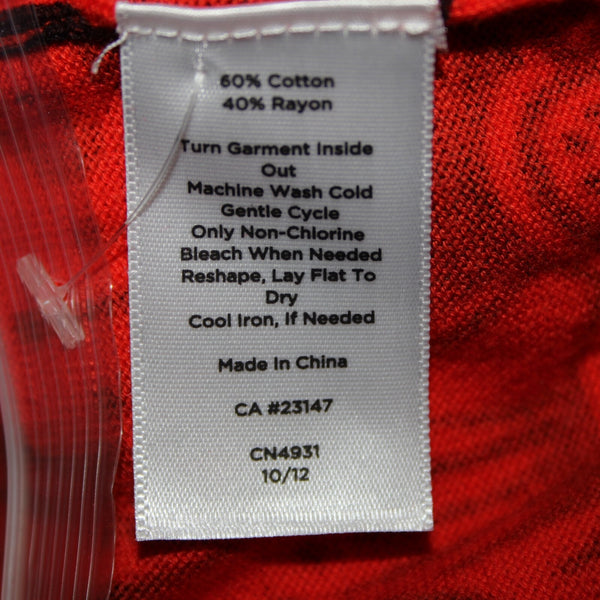 60% Cotton
40% Rayon
Turn Garment Inside
Out
Machine Wash Cold
Gentle Cycle
Only Non-Chlorine
Bleach When Needed
Reshape, Lay Flat To
Dry
Cool Iron, If Needed
Made In China
CA #23147
CN4931
10/12